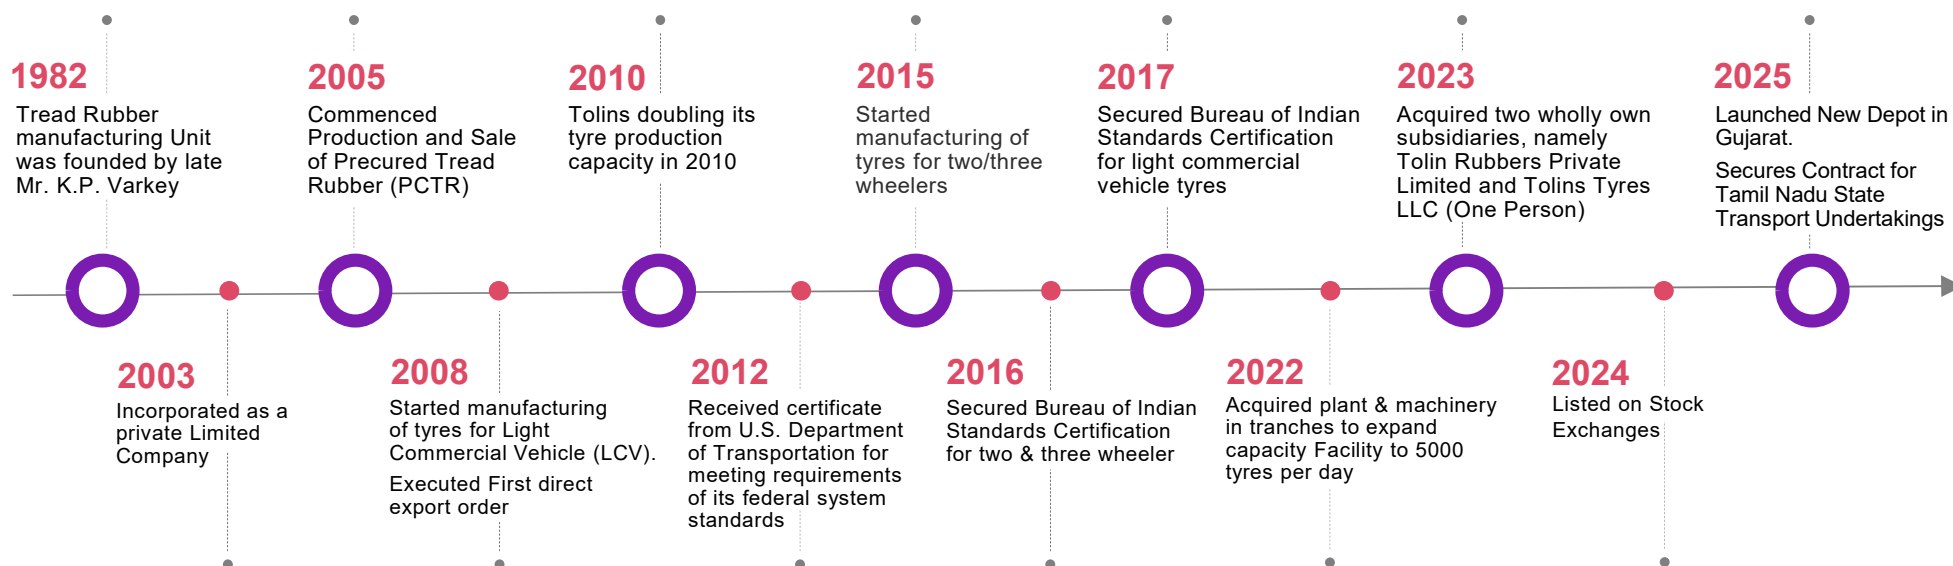 1982
Tread Rubber
manufacturing Unit
was founded by late
Mr. K.P. Varkey
2005
Commenced
Production and Sale
of Precured Tread
Rubber (PCTR)
2010
Tolins doubling its
tyre production
capacity in 2010
2015
Started
manufacturing of
tyres for two/three
wheelers
2017
Secured Bureau of Indian
Standards Certification
for light commercial
vehicle tyres
2023
Acquired two wholly own
subsidiaries, namely
Tolin Rubbers Private
Limited and Tolins Tyres
LLC (One Person)
2025
Launched New Depot in
Gujarat.
Secures Contract for
Tamil Nadu State
Transport Undertakings
2003
Incorporated as a
private Limited
Company
2008
Started manufacturing
of tyres for Light
Commercial Vehicle (LCV).
Executed First direct
export order
2012
Received certificate
from U.S. Department
of Transportation for
meeting requirements
of its federal system
standards
2016
Secured Bureau of Indian
Standards Certification
for two & three wheeler
2022
Acquired plant & machinery
in tranches to expand
capacity Facility to 5000
tyres per day
2024
Listed on Stock
Exchanges